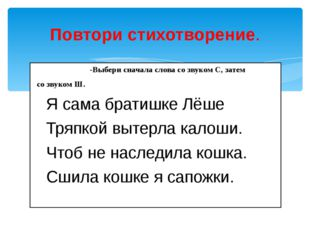 Повтори стихотворение.
-Выбери сначала слова со звуком С, затем
со звуком Ш.
Я сама братишке Лёше
Тряпкой вытерла калоши.
Чтоб не наследила кошка.
Сшила кошке я сапожки.